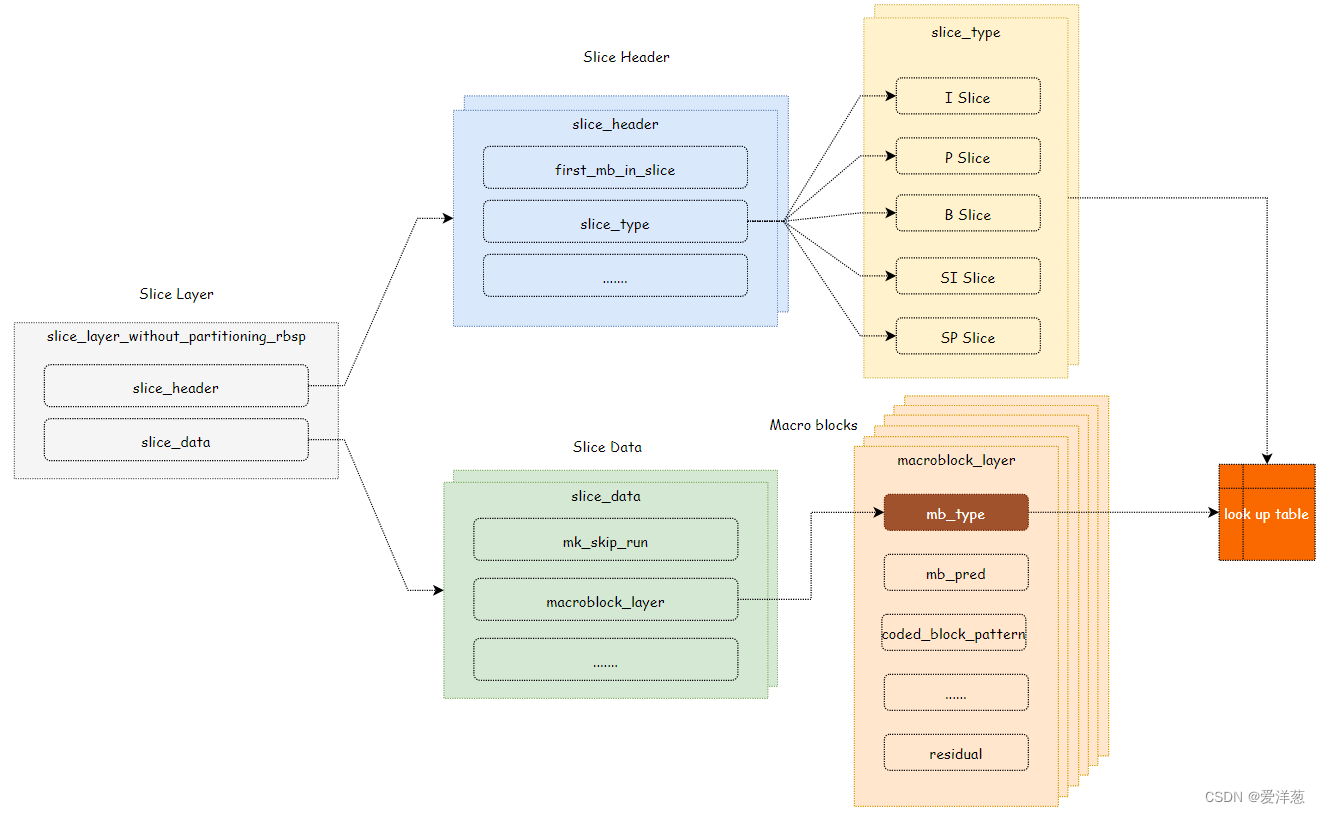 Slice Header
slice_header
first_mb_in_slice
slice_type
.......
slice_type
I Slice
P Slice
B Slice
SI Slice
SP Slice
Slice Layer
slice_layer_without_partitioning_rbsp
slice_header
slice_data
Slice Data
slice_data
mk_skip_run
macroblock_layer
.......
Macro blocks
macroblock_layer
mb_type
mb_pred
coded_block_pattern
......
residual
look up table
CSDN @爱洋葱